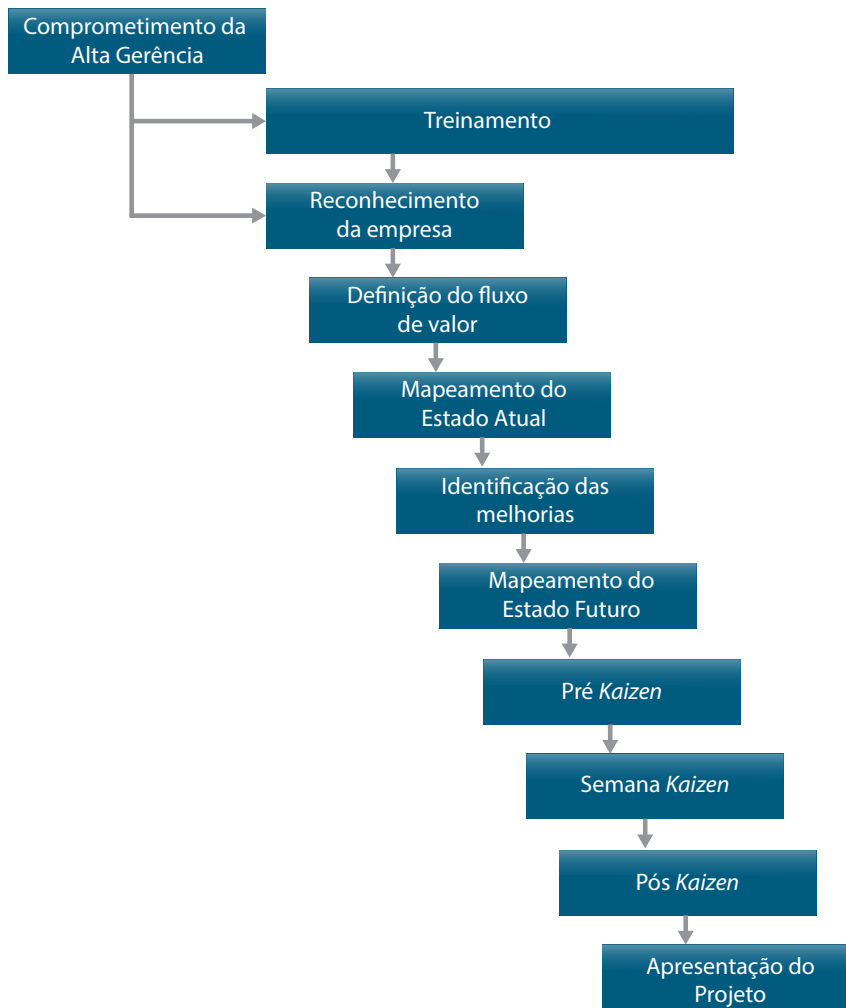 Comprometimento da
Alta Gerência
Treinamento
Reconhecimento
da empresa
Definição do fluxo
de valor
Mapeamento do
Estado Atual
Identificação das
melhorias
Mapeamento do
Estado Futuro
Pré Kaizen
Semana Kaizen
Pós Kaizen
Apresentação do
Projeto